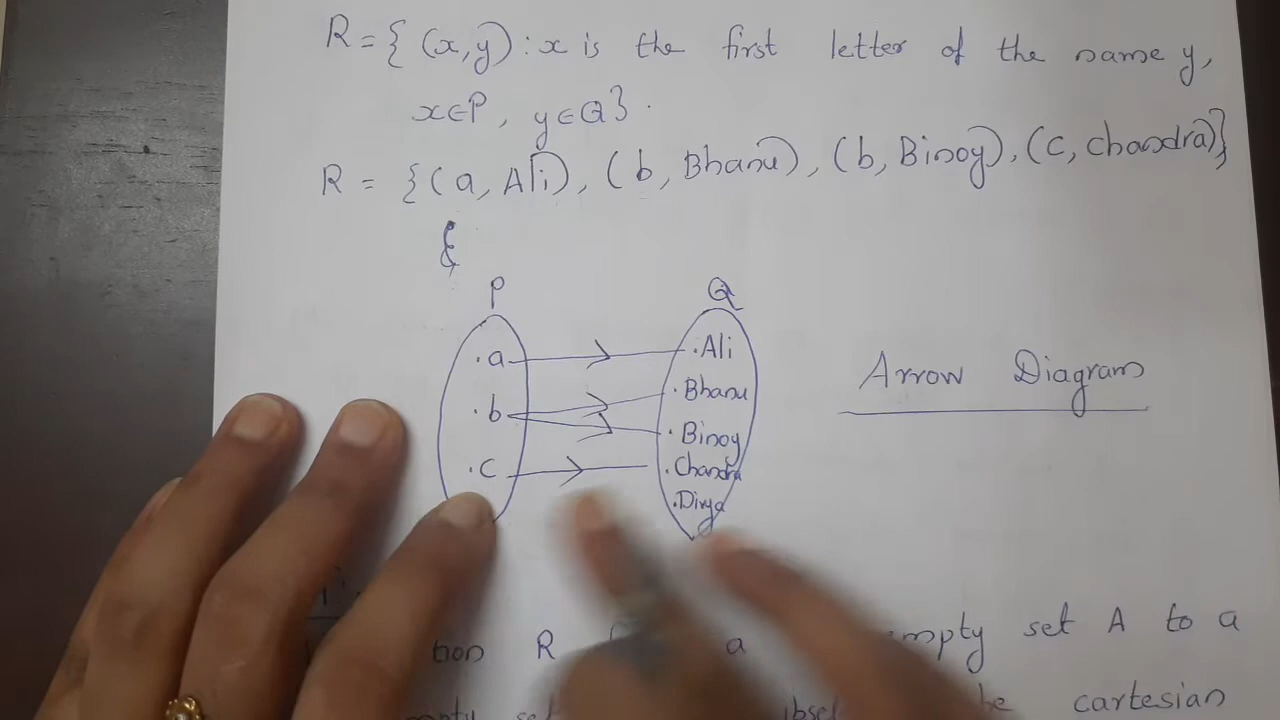 R = { (x,y) : x is the first letter of the name y,
x∈P, y∈Q}.
R = {(a, Ali), (b, Bhanu), (b, Binoy), (c, Chandra)}
{
P Q
.a .Ali
.Bhanu
.b
.Binoy
.c .Chandra
.Divya
Arrow Diagram
R a empty set A to a
cartesian